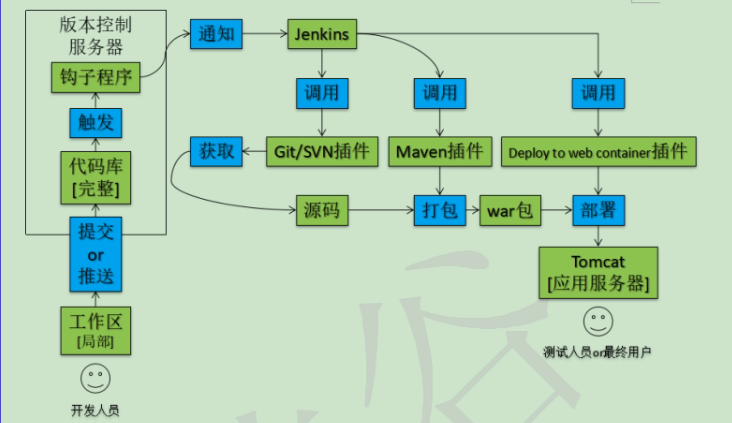 版本控制
服务器
钩子程序
触发
代码库
[完整]
提交
or
推送
工作区
[局部]
开发人员
通知
Jenkins
调用
调用
调用
获取
Git/SVN插件
Maven插件
Deploy to web container插件
源码
打包
war包
部署
Tomcat
[应用服务器]
测试人员or最终用户